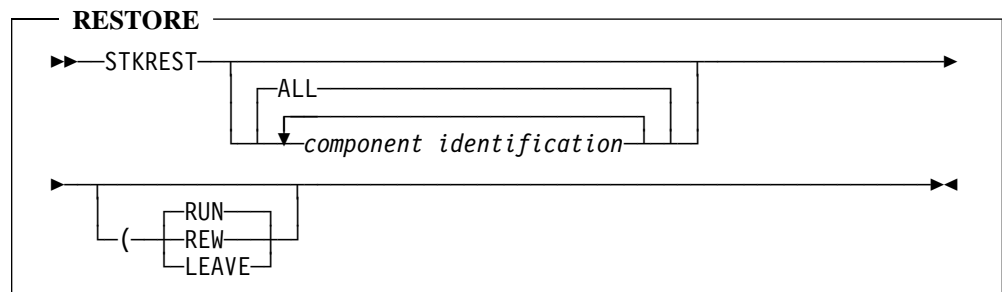 RESTORE
STKREST
ALL
component identification
RUN
( REW
LEAVE